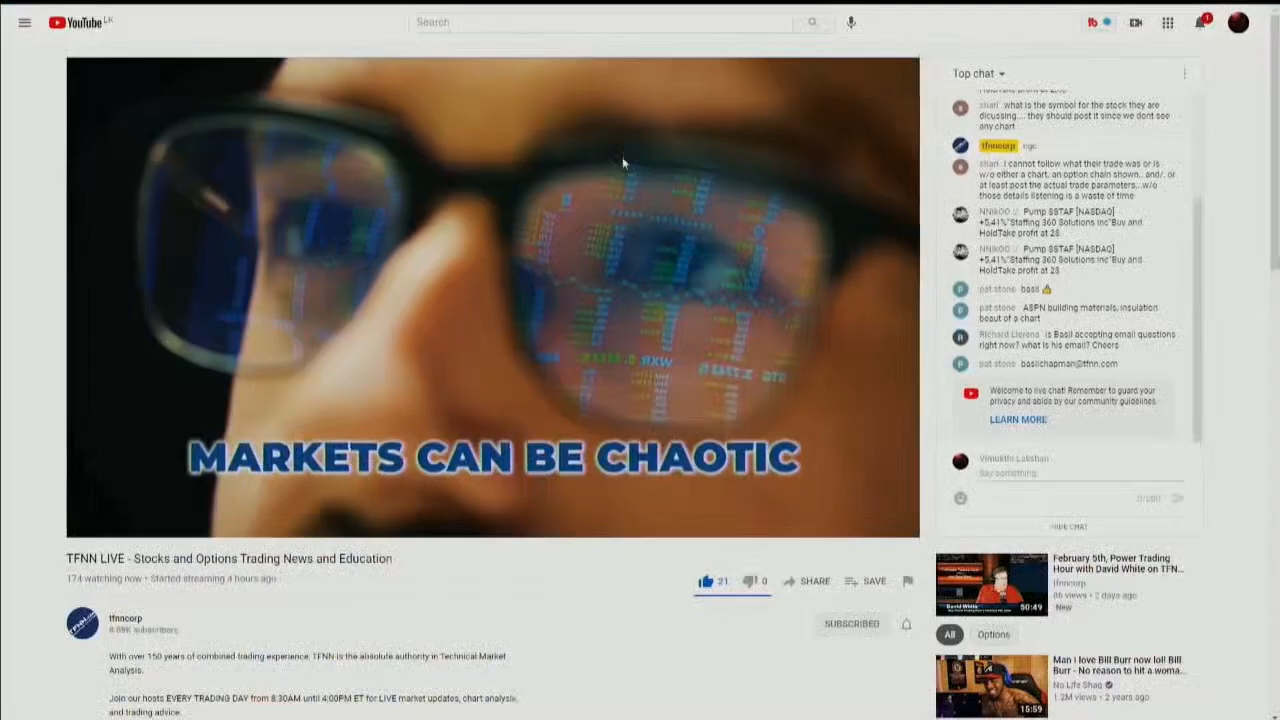 YouTube LK
Search
1
MARKETS CAN BE CHAOTIC
TFNN LIVE - Stocks and Options Trading News and Education
174 watching now • Started streaming 4 hours ago
21
0
SHARE
SAVE
tfnncorp
subscribers
SUBSCRIBED
With over 150 years of combined trading experience, TFNN is the absolute authority in Technical Market
Analysis.
Join our hosts EVERY TRADING DAY from 8:30AM until 4:00PM ET for LIVE market updates, chart analysis,
and trading advice.
Top chat
shari what is the symbol for the stock they are
dicussing.... they should post it since we dont see
any chart
tfnncorp cgc
shari I cannot follow what their trade was or is
w/o either a chart, an option chain shown.. and/. or
at least post the actual trade parameters...w/o
those details listening is a waste of time
Pump $STAF [NASDAQ]
+5,41%"Staffing 360 Solutions Inc"Buy and
HoldTake profit at 2$
Pump $STAF [NASDAQ]
+5,41%"Staffing 360 Solutions Inc"Buy and
HoldTake profit at 2$
pat stone basil
pat stone ASPN building materials, insulation
beaut of a chart
Richard Llerena is Basil accepting email questions
right now? what is his email? Cheers
pat stone basilchapman@tfnn.com
Welcome to live chat! Remember to guard your
privacy and abide by our community guidelines.
LEARN MORE
Vimukthi Lakshan
Say something
0/200
HIDE CHAT
February 5th, Power Trading
Hour with David White on TFN...
tfnncorp
86 views • 2 days ago
New
David White
50:49
All
Options
Man I love Bill Burr now lol! Bill
Burr - No reason to hit a woma...
No Life Shaq
1.2M views • 2 years ago
15:59